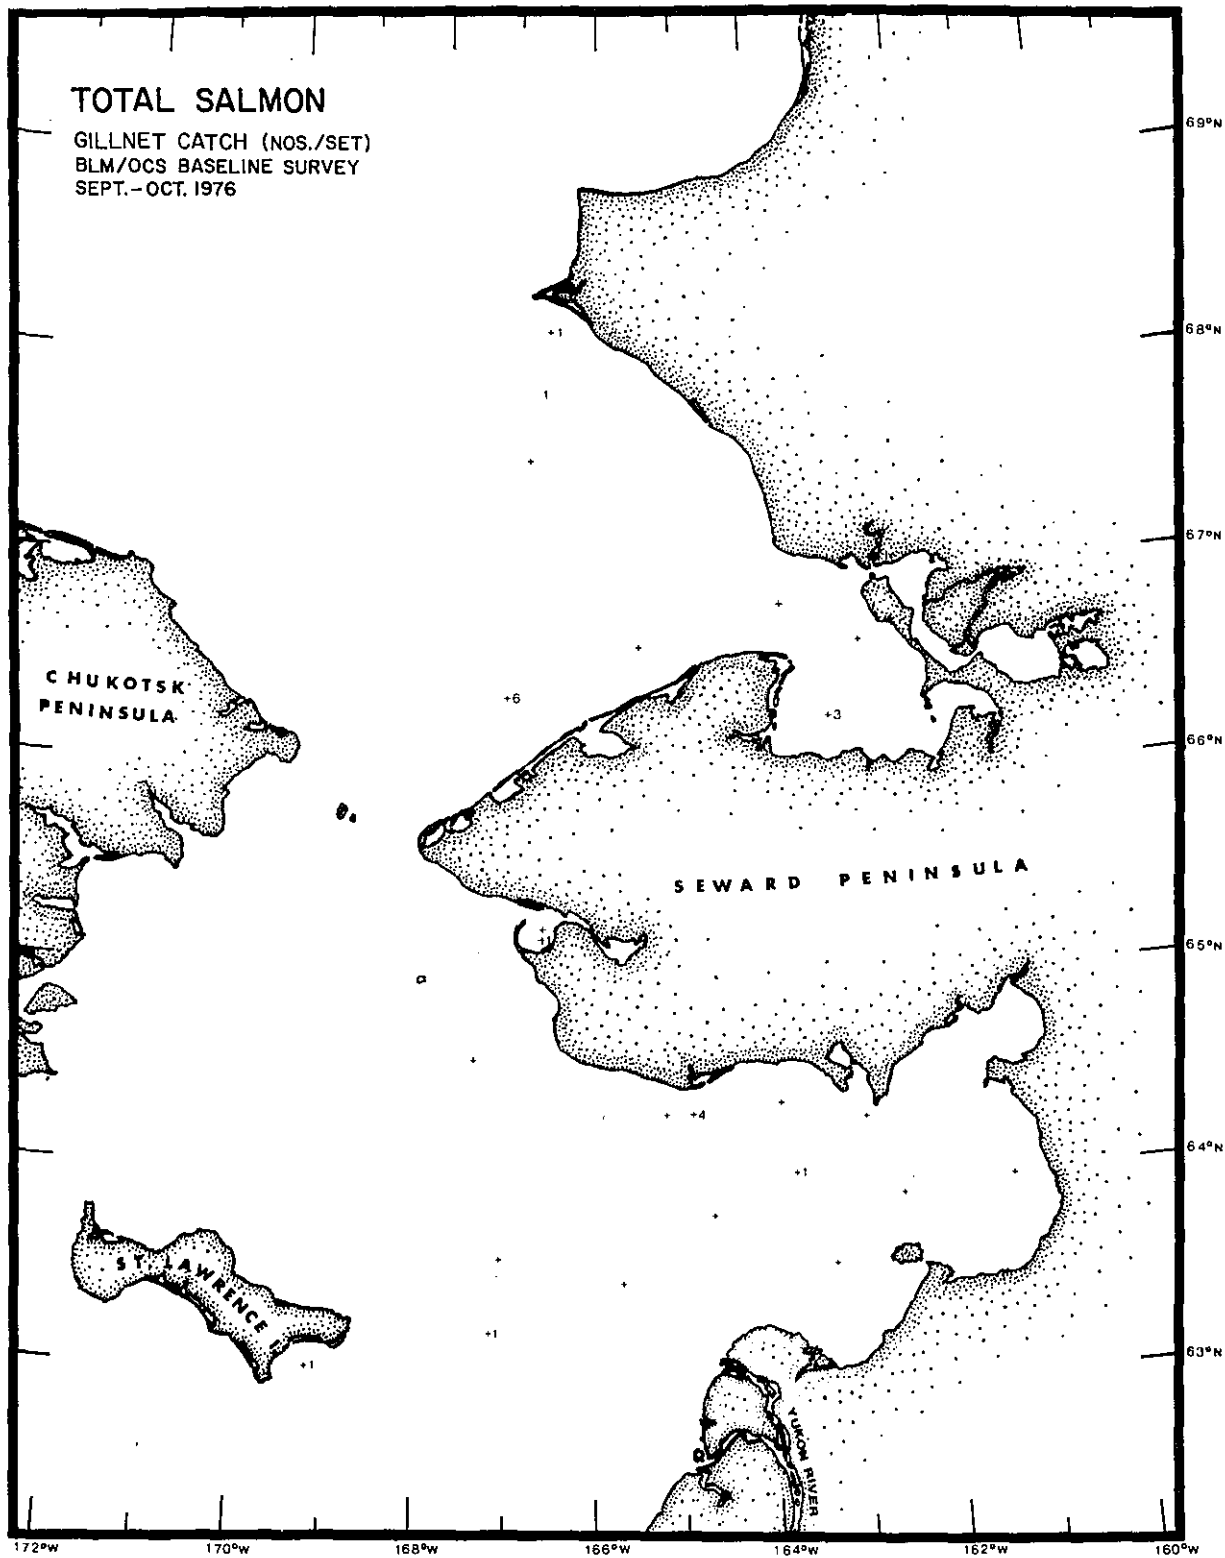 TOTAL SALMON
GILLNET CATCH (NOS./SET)
BLM/OCS BASELINE SURVEY
SEPT.-OCT. 1976
69°N
68°N
+1
1
+
67°N
+
+
+
CHUKOTSK
PENINSULA
+6
+3
66°N
SEWARD PENINSULA
+
+1
65°N
+
+
+
+4
+
+
64°N
+1
+
+
+
ST. LAWRENCE I.
+
+
+
+1
+1
63°N
YUKON RIVER
172°W
170°W
168°W
166°W
164°W
162°W
160°W